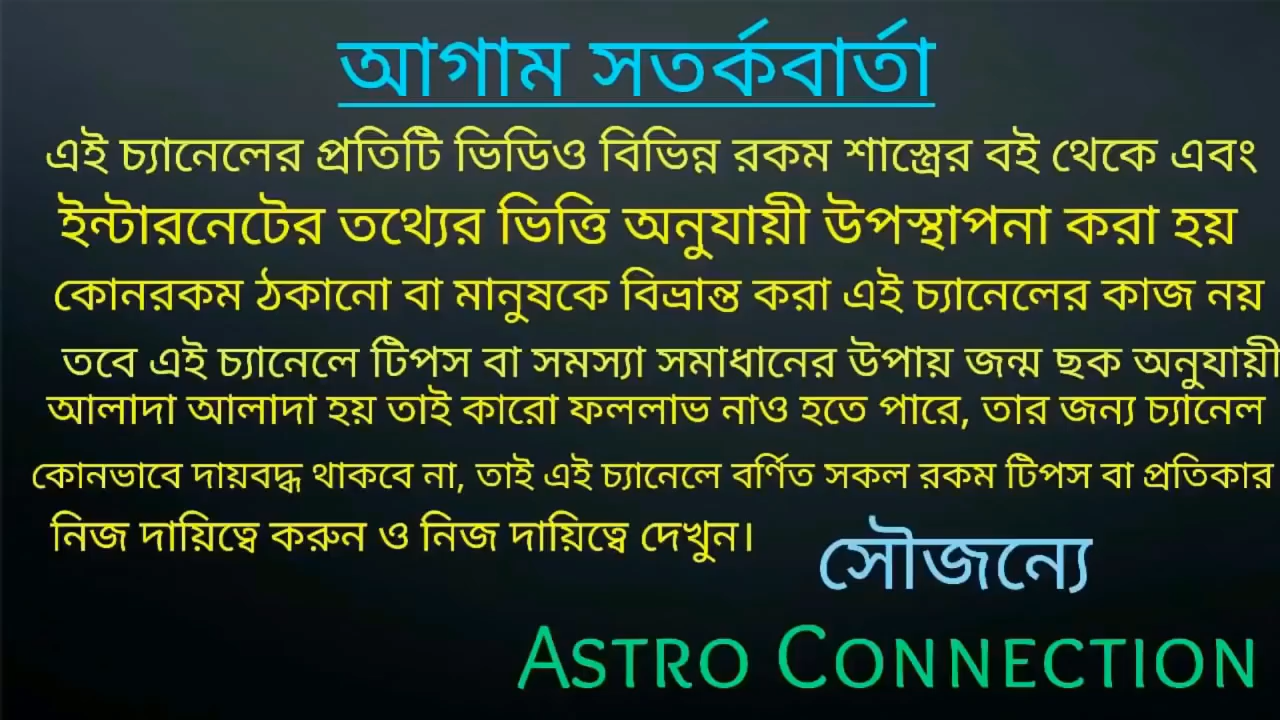 আগাম সতর্কবার্তা
এই চ্যানেলের প্রতিটি ভিডিও বিভিন্ন রকম শাস্ত্রের বই থেকে এবং
ইন্টারনেটের তথ্যের ভিত্তি অনুযায়ী উপস্থাপনা করা হয়
কোনরকম ঠকানো বা মানুষকে বিভ্রান্ত করা এই চ্যানেলের কাজ নয়
তবে এই চ্যানেলে টিপস বা সমস্যা সমাধানের উপায় জন্ম ছক অনুযায়ী
আলাদা আলাদা হয় তাই কারো ফললাভ নাও হতে পারে, তার জন্য চ্যানেল
কোনভাবে দায়বদ্ধ থাকবে না, তাই এই চ্যানেলে বর্ণিত সকল রকম টিপস বা প্রতিকার
নিজ দায়িত্বে করুন ও নিজ দায়িত্বে দেখুন।
সৌজন্যে
ASTRO CONNECTION